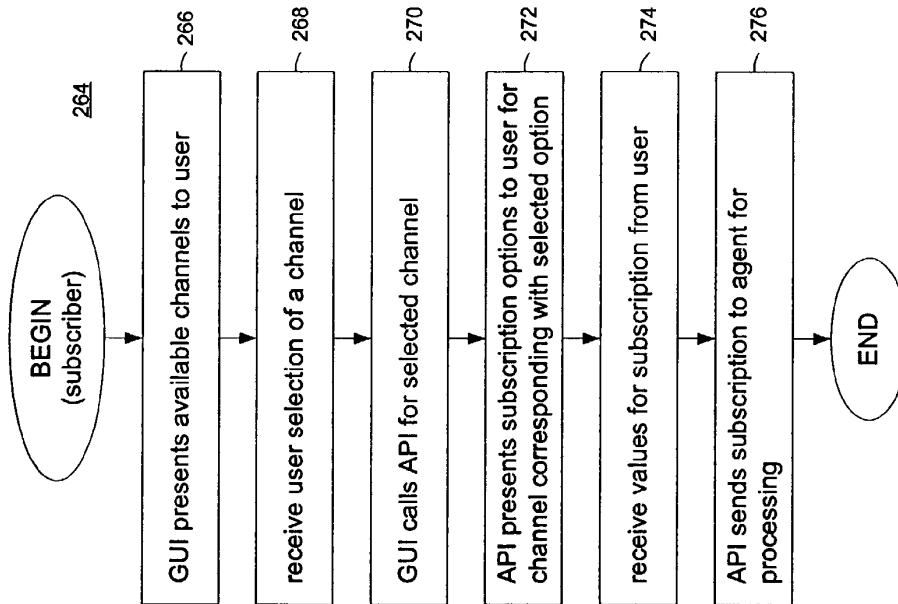 264
BEGIN
(subscriber)
GUI presents available channels to user
266
receive user selection of a channel
268
GUI calls API for selected channel
270
API presents subscription options to user for
channel corresponding with selected option
272
receive values for subscription from user
274
API sends subscription to agent for
processing
276
END